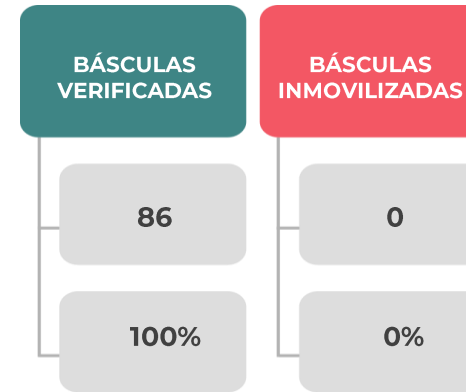 BÁSCULAS
VERIFICADAS
86
100%
BÁSCULAS
INMOVILIZADAS
0
0%